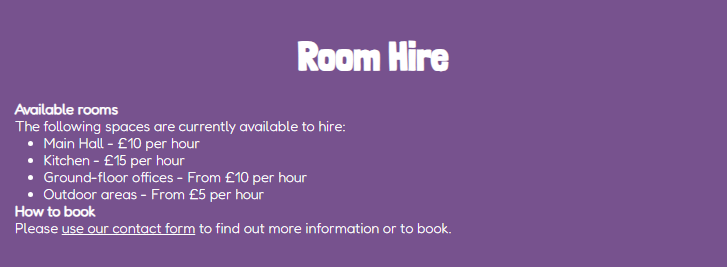 Room Hire
Available rooms
The following spaces are currently available to hire:
• Main Hall - £10 per hour
• Kitchen - £15 per hour
• Ground-floor offices - From £10 per hour
• Outdoor areas - From £5 per hour
How to book
Please use our contact form to find out more information or to book.